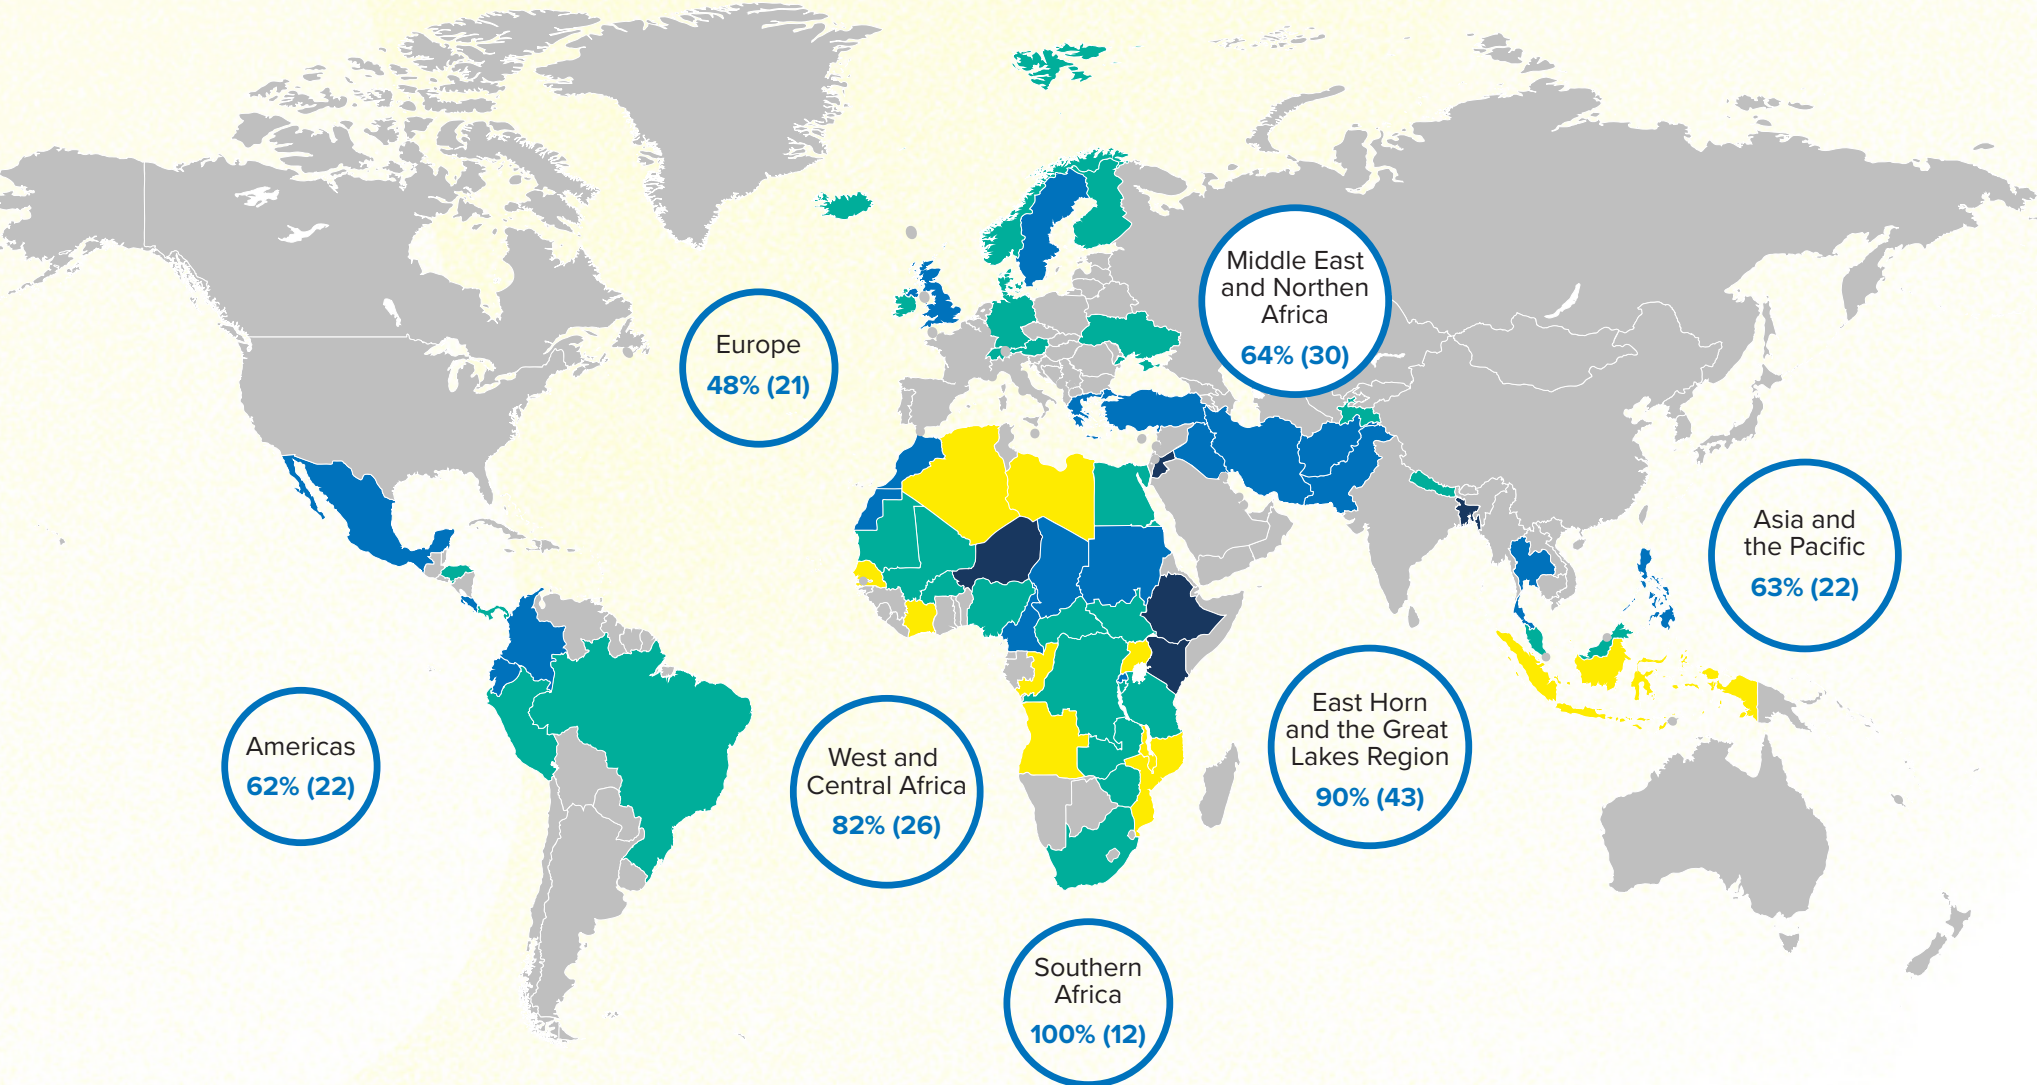 Middle East
and Northen
Africa
64% (30)
Europe
48% (21)
Asia and
the Pacific
63% (22)
East Horn
and the Great
Lakes Region
90% (43)
Americas
62% (22)
West and
Central Africa
82% (26)
Southern
Africa
100% (12)